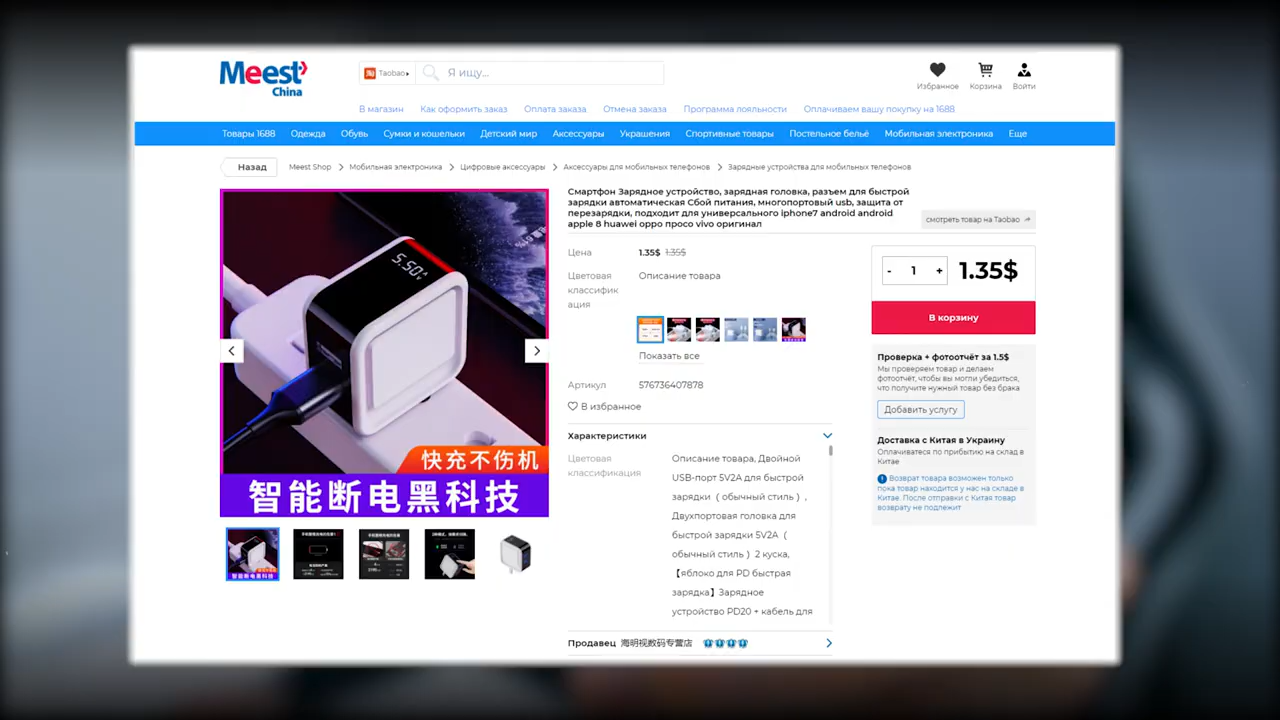 Meest China
Taobao
Я ищу...
Избранное
Корзина
Войти
В магазин
Как оформить заказ
Оплата заказа
Отмена заказа
Программа лояльности
Оплачиваем вашу покупку на 1688
Товары 1688
Одежда
Обувь
Сумки и кошельки
Детский мир
Аксессуары
Украшения
Спортивные товары
Постельное бельё
Мобильная электроника
Еще
Назад
Meest Shop
Мобильная электроника
Цифровые аксессуары
Аксессуары для мобильных телефонов
Зарядные устройства для мобильных телефонов
5.50A
快充不伤机
智能断电黑科技
Смартфон Зарядное устройство, зарядная головка, разъем для быстрой
зарядки автоматическая Сбой питания, многопортовый usb, защита от
перезарядки, подходит для универсального iphone7 android android
apple 8 huawei oppo просо vivo оригинал
смотреть товар на Taobao
Цена
1.35$ 1.35$
Цветовая
классифик
ация
Описание товара
Показать все
Артикул
576736407878
В избранное
Характеристики
Цветовая
классификация
Описание товара, Двойной
USB-порт 5V2A для быстрой
зарядки （ обычный стиль ） ,
Двухпортовая головка для
быстрой зарядки 5V2A （
обычный стиль ） 2 куска,
【яблоко для PD быстрая
зарядка】Зарядное
устройство PD20 + кабель для
Продавец 海明视数码专营店
- 1 +
1.35$
В корзину
Проверка + фотоотчёт за 1.5$
Мы проверяем товар и делаем
фотоотчёт, чтобы вы могли убедиться,
что получите нужный товар без брака
Добавить услугу
Доставка с Китая в Украину
Оплачиватеся по прибытию на склад в
Китае
Возврат товара возможен только
пока товар находится у нас на складе в
Китае. После отправки с Китая товар
возврату не подлежит